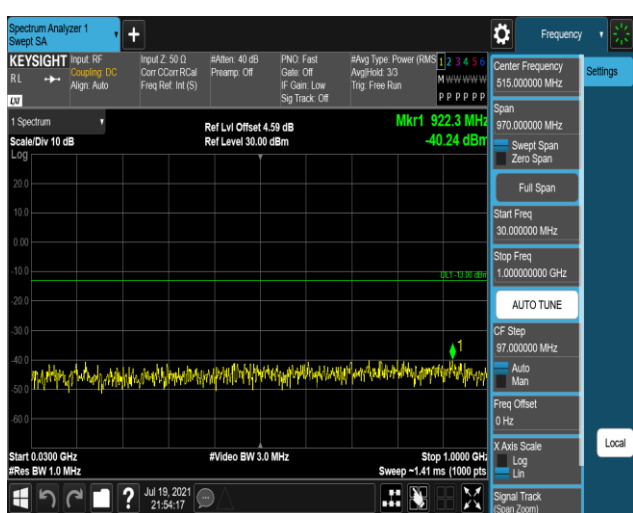 Spectrum Analyzer 1
Swept SA
+
Frequency
KEYSIGHT
RL
LXI
Input: RF
Coupling: DC
Align: Auto
Input Z: 50 Ω
Corr CCorr RCal
Freq Ref: Int (S)
#Atten: 40 dB
Preamp: Off
PNO: Fast
Gate: Off
IF Gain: Low
Sig Track: Off
#Avg Type: Power (RMS
Avg|Hold: 3/3
Trig: Free Run
1 2 3 4 5 6
M W W W W W
P P P P P P
Center Frequency
515.000000 MHz
Settings
1 Spectrum
Scale/Div 10 dB
Log
Ref Lvl Offset 4.59 dB
Ref Level 30.00 dBm
Mkr1 922.3 MHz
-40.24 dBm
Span
970.000000 MHz
Swept Span
Zero Span
Full Span
Start Freq
30.000000 MHz
Stop Freq
1.000000000 GHz
AUTO TUNE
CF Step
97.000000 MHz
Auto
Man
Freq Offset
0 Hz
X Axis Scale
Log
Lin
Local
Signal Track
(Span Zoom)
20.0
10.0
0.00
-10.0
DL1 -13.00 dBm
-20.0
-30.0
1
-40.0
-50.0
-60.0
Start 0.0300 GHz
#Res BW 1.0 MHz
#Video BW 3.0 MHz
Stop 1.0000 GHz
Sweep ~1.41 ms (1000 pts
?
Jul 19, 2021
21:54:17